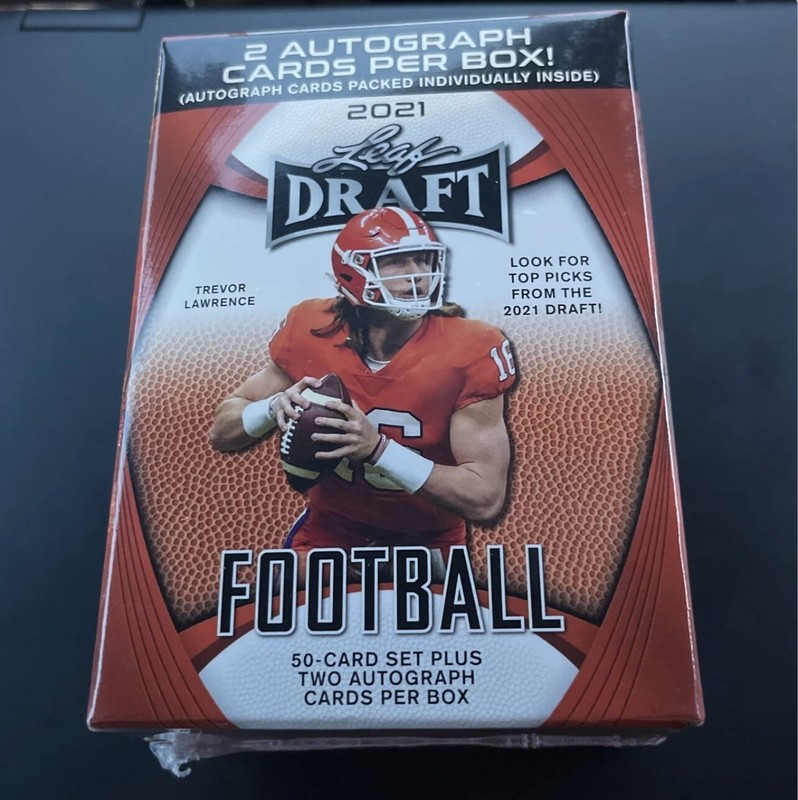 2 AUTOGRAPH
CARDS PER BOX!
(AUTOGRAPH CARDS PACKED INDIVIDUALLY INSIDE)
2021
Leaf
DRAFT
TREVOR
LAWRENCE
LOOK FOR
TOP PICKS
FROM THE
2021 DRAFT!
16
16
FOOTBALL
50-CARD SET PLUS
TWO AUTOGRAPH
CARDS PER BOX